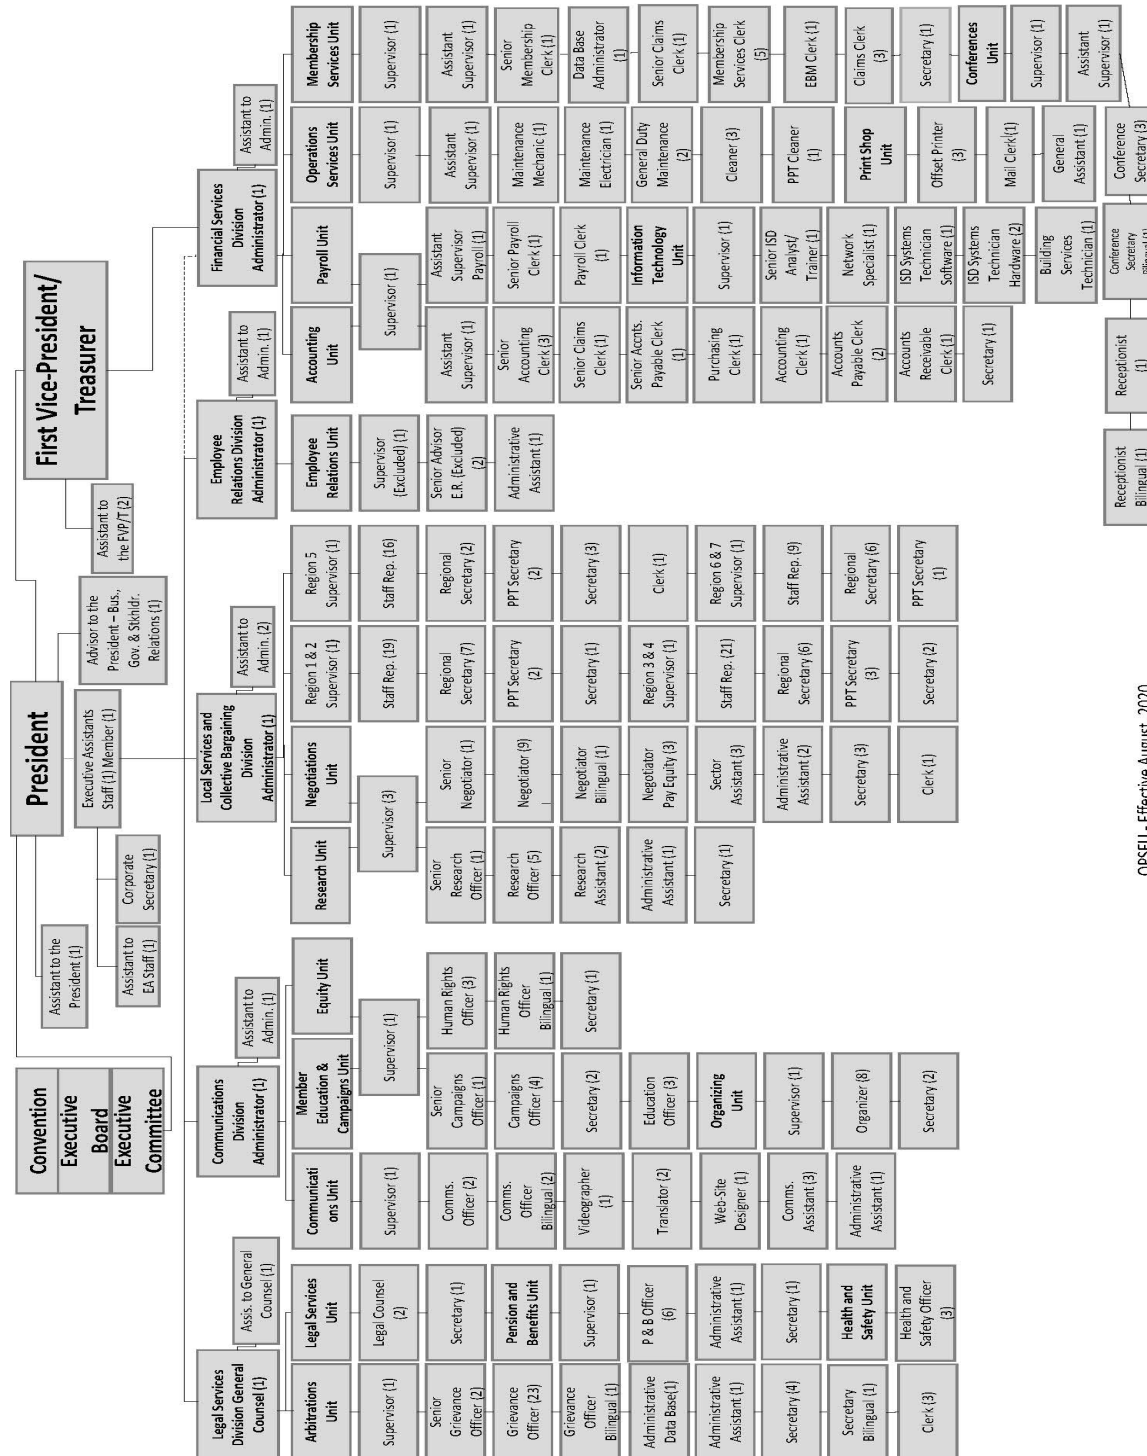 Convention
Executive
Board
Executive
Committee
President
First Vice-President/
Treasurer
Assistant to the
President (1)
Executive Assistants
Staff (1) Member (1)
Advisor to the
President – Bus.,
Gov. & Stkhldr.
Relations (1)
Assistant to
the FVP/T (2)
Assistant to
EA Staff (1)
Corporate
Secretary (1)
Legal Services
Division General
Counsel (1)
Assis. to General
Counsel (1)
Arbitrations
Unit
Supervisor (1)
Senior
Grievance
Officer (2)
Grievance
Officer (23)
Grievance
Officer
Bilingual (1)
Administrative
Data Base(1)
Administrative
Assistant (1)
Secretary (4)
Secretary
Bilingual (1)
Clerk (3)
Legal Services
Unit
Legal Counsel
(2)
Secretary (1)
Pension and
Benefits Unit
Supervisor (1)
P & B Officer
(6)
Administrative
Assistant (1)
Secretary (1)
Health and
Safety Unit
Health and
Safety Officer
(3)
Communications
Division
Administrator (1)
Assistant to
Admin. (1)
Communicati
ons Unit
Supervisor (1)
Comms.
Officer (2)
Comms.
Officer
Bilingual (2)
Videographer
(1)
Translator (2)
Web-Site
Designer (1)
Comms.
Assistant (3)
Administrative
Assistant (1)
Member
Education &
Campaigns Unit
Equity Unit
Supervisor (1)
Senior
Campaigns
Officer (1)
Campaigns
Officer (4)
Secretary (2)
Education
Officer (3)
Organizing
Unit
Supervisor (1)
Organizer (8)
Secretary (2)
Human Rights
Officer (3)
Human Rights
Officer
Bilingual (1)
Secretary (1)
Local Services and
Collective Bargaining
Division
Administrator (1)
Assistant to
Admin. (2)
Research Unit
Negotiations
Unit
Supervisor (3)
Senior
Research
Officer (1)
Research
Officer (5)
Research
Assistant (2)
Administrative
Assistant (1)
Secretary (1)
Senior
Negotiator (1)
Negotiator (9)
Negotiator
Bilingual (1)
Negotiator
Pay Equity (3)
Sector
Assistant (3)
Administrative
Assistant (2)
Secretary (3)
Clerk (1)
Region 1 & 2
Supervisor (1)
Staff Rep. (19)
Regional
Secretary (7)
PPT Secretary
(2)
Secretary (1)
Region 3 & 4
Supervisor (1)
Staff Rep. (21)
Regional
Secretary (6)
PPT Secretary
(3)
Secretary (2)
Region 5
Supervisor (1)
Staff Rep. (16)
Regional
Secretary (2)
PPT Secretary
(2)
Secretary (3)
Clerk (1)
Region 6 & 7
Supervisor (1)
Staff Rep. (9)
Regional
Secretary (6)
PPT Secretary
(1)
Employee
Relations Division
Administrator (1)
Assistant to
Admin. (1)
Employee
Relations Unit
Supervisor
(Excluded) (1)
Senior Advisor
E.R. (Excluded)
(2)
Administrative
Assistant (1)
Financial Services
Division
Administrator (1)
Assistant to
Admin. (1)
Accounting
Unit
Payroll Unit
Supervisor (1)
Assistant
Supervisor (1)
Senior
Accounting
Clerk (3)
Senior Claims
Clerk (1)
Senior Accnts.
Payable Clerk
(1)
Purchasing
Clerk (1)
Accounting
Clerk (1)
Accounts
Payable Clerk
(2)
Accounts
Receivable
Clerk (1)
Secretary (1)
Assistant
Supervisor
Payroll (1)
Senior Payroll
Clerk (1)
Payroll Clerk
(1)
Information
Technology
Unit
Supervisor (1)
Senior ISD
Analyst/
Trainer (1)
Network
Specialist (1)
ISD Systems
Technician
Software (1)
ISD Systems
Technician
Hardware (2)
Building
Services
Technician (1)
Operations
Services Unit
Supervisor (1)
Assistant
Supervisor (1)
Maintenance
Mechanic (1)
Maintenance
Electrician (1)
General Duty
Maintenance
(2)
Cleaner (3)
PPT Cleaner
(1)
Print Shop
Unit
Offset Printer
(3)
Mail Clerk(1)
General
Assistant (1)
Membership
Services Unit
Supervisor (1)
Assistant
Supervisor (1)
Senior
Membership
Clerk (1)
Data Base
Administrator
(1)
Senior Claims
Clerk (1)
Membership
Services Clerk
(5)
EBM Clerk (1)
Claims Clerk
(3)
Secretary (1)
Conferences
Unit
Supervisor (1)
Assistant
Supervisor (1)
Conference
Secretary (3)
Conference
Secretary
Receptionist
(1)
Receptionist
Bilingual (1)
OPSEU - Effective August, 2020